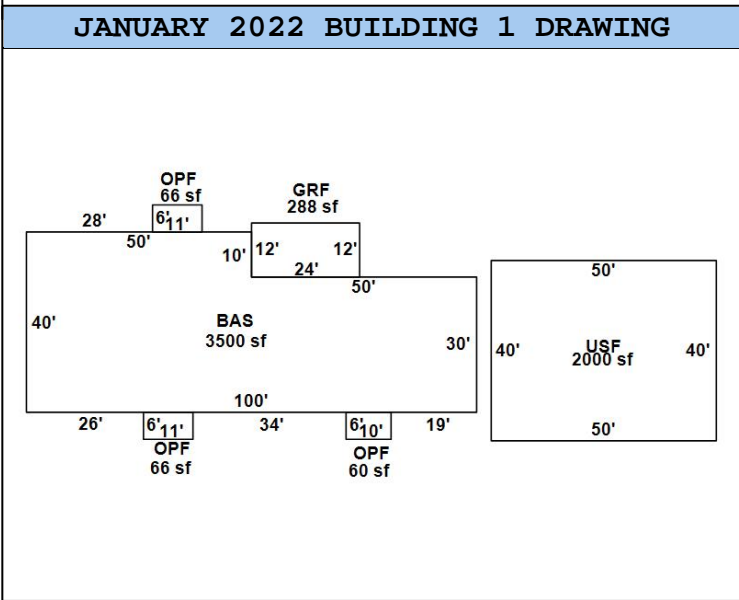 JANUARY 2022 BUILDING 1 DRAWING
OPF
66 sf
GRF
288 sf
28'
6'
11'
50'
10'
12'
12'
24'
50'
50'
40'
BAS
3500 sf
30'
40'
USF
2000 sf
40'
100'
26'
6'
11'
34'
6'
10'
19'
50'
OPF
66 sf
OPF
60 sf